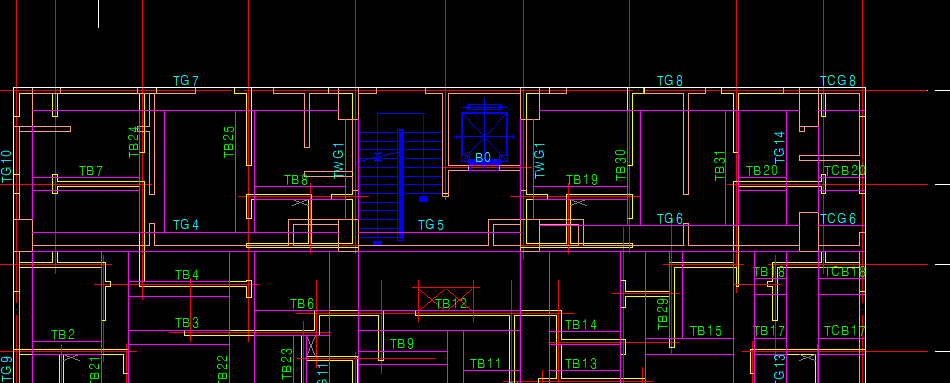 TG7 TG8 TCG8
TB24 TB25 TWG1 B0 TWG1 TB30 TB31 TG14
TG10 TB7 TB8 TB19 TB20 TCB20
TG4 TG5 TG6 TCG6
TB4 TB18 TCB18
TB6 TB12 TB29
TB3 TB14 TB15 TB17 TCB17
TB2 TB9
TG9 TB21 TB22 TB23 TB11 TB13 TG13